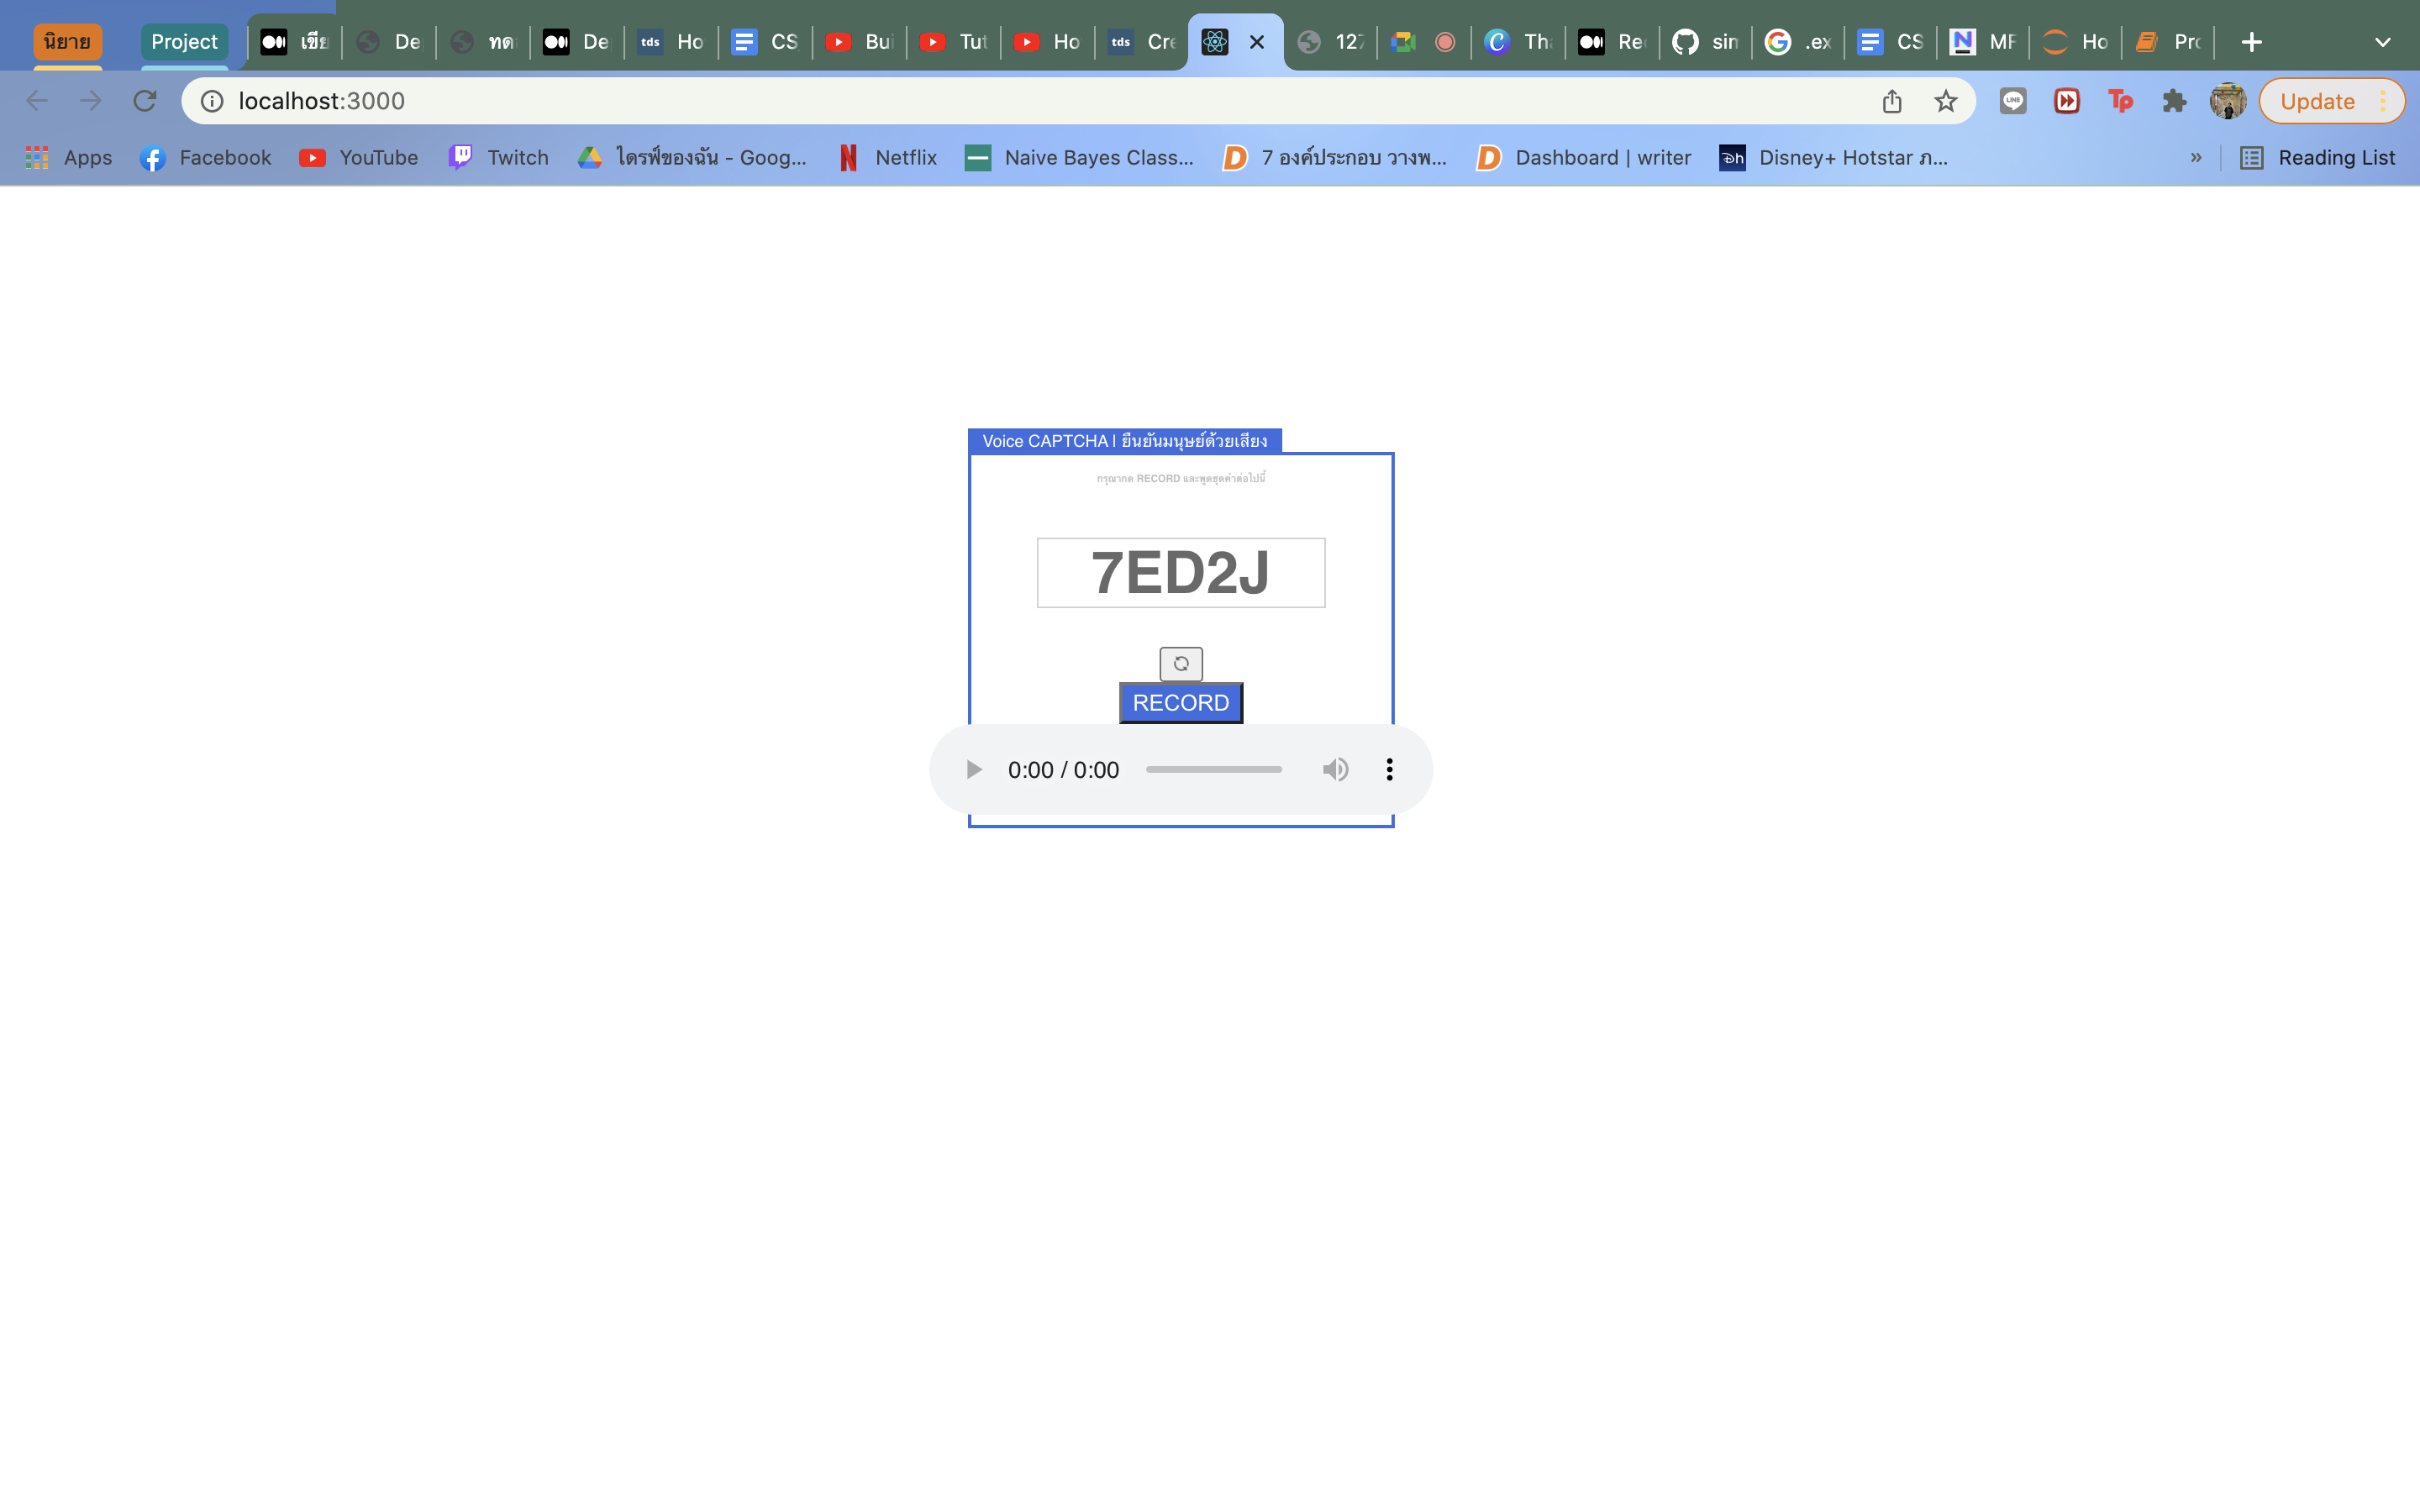 นิยาย Project เขีย De ทด De Ho CS Bui Tut Ho Cre 127 Th Re sim .ex CS MF Ho Pro
localhost:3000 Tp Update
Apps Facebook YouTube Twitch ไดรฟ์ของฉัน - Goog... Netflix Naive Bayes Class... 7 องค์ประกอบ วางพ... Dashboard | writer Disney+ Hotstar ภ... » Reading List
Voice CAPTCHA | ยืนยันมนุษย์ด้วยเสียง
กรุณากด RECORD และพูดชุดคำต่อไปนี้
7ED2J
RECORD
0:00 / 0:00